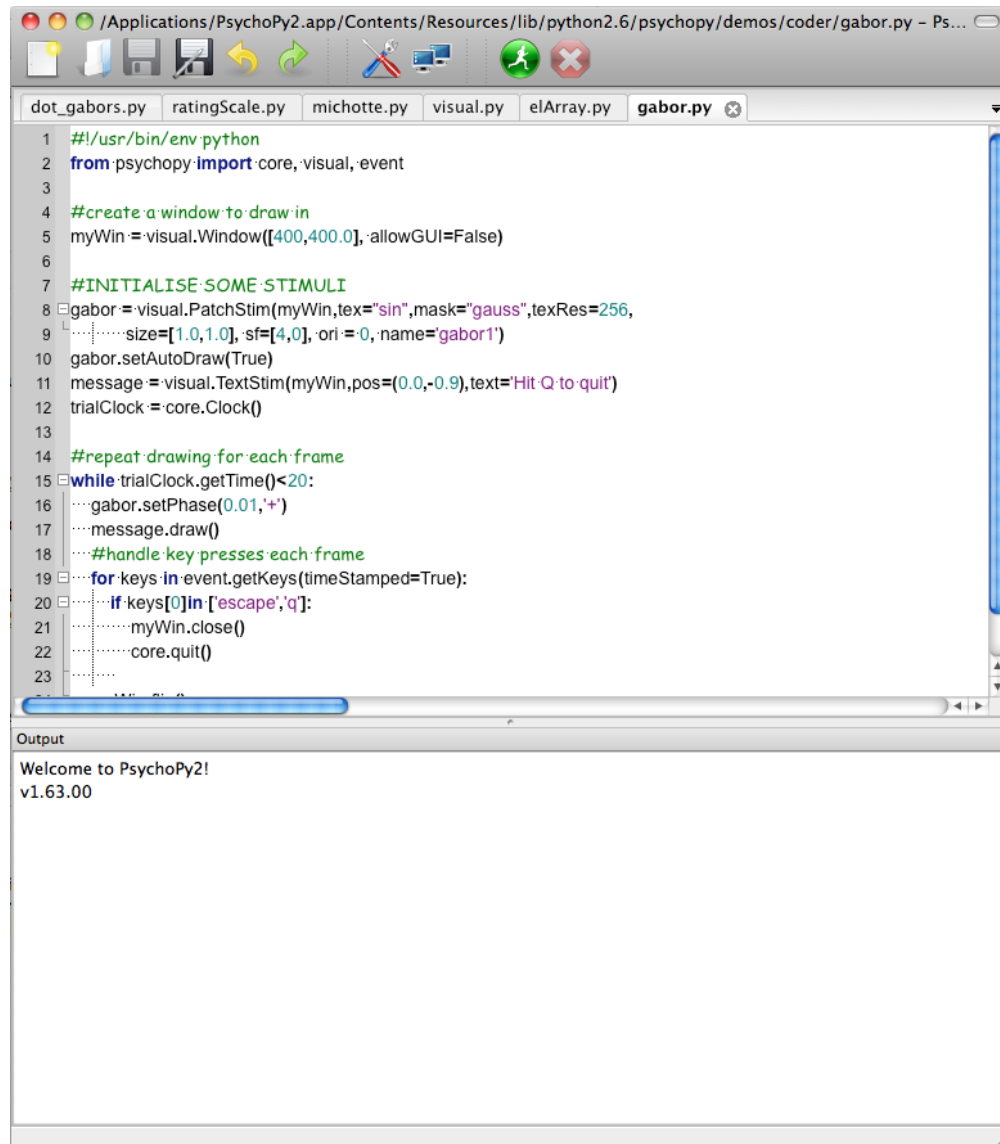 /Applications/PsychoPy2.app/Contents/Resources/lib/python2.6/psychopy/demos/coder/gabor.py – Ps...
dot_gabors.py ratingScale.py michotte.py visual.py elArray.py gabor.py
1 #!/usr/bin/env·python
2 from·psychopy·import·core,·visual,·event
3
4 #create·a·window·to·draw·in
5 myWin·=·visual.Window([400,400.0],·allowGUI=False)
6
7 #INITIALISE·SOME·STIMULI
8 gabor·=·visual.PatchStim(myWin,tex="sin",mask="gauss",texRes=256,
9 ··········size=[1.0,1.0],·sf=[4,0],·ori·=·0,·name='gabor1')
10 gabor.setAutoDraw(True)
11 message·=·visual.TextStim(myWin,pos=(0.0,-0.9),text='Hit·Q·to·quit')
12 trialClock·=·core.Clock()
13
14 #repeat·drawing·for·each·frame
15 while·trialClock.getTime()<20:
16 ····gabor.setPhase(0.01,'+')
17 ····message.draw()
18 ····#handle·key·presses·each·frame
19 ····for·keys·in·event.getKeys(timeStamped=True):
20 ·······if·keys[0]in·['escape','q']:
21 ············myWin.close()
22 ············core.quit()
23 ········
Output
Welcome to PsychoPy2!
v1.63.00